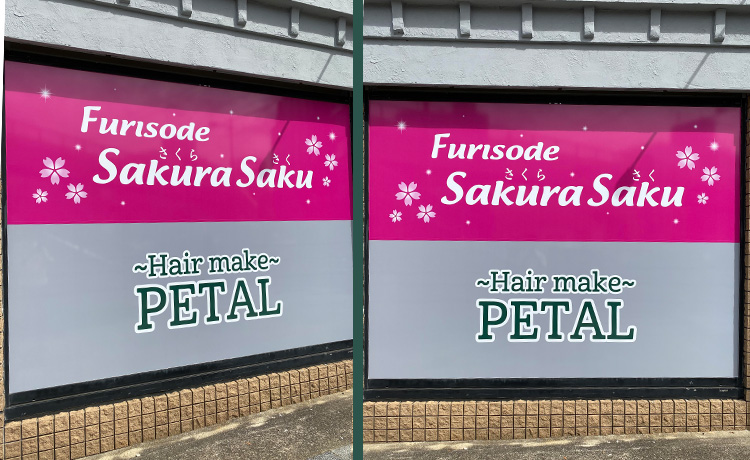 Furisode
さくら さく
Sakura Saku
~Hair make~
PETAL
Furisode
さくら さく
Sakura Saku
~Hair make~
PETAL